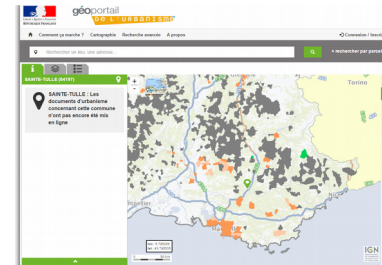 géoportail
DE L'URBANISME
Comment ça marche ? Cartographie Recherche avancée A propos
Connexion /
Rechercher un lieu, une adresse...
+ rechercher par
SAINTE-TULLE (04197)
SAINTE-TULLE : Les
documents d'urbanisme
concernant cette commune
n'ont pas encore été mis
en ligne
Torino
IGN